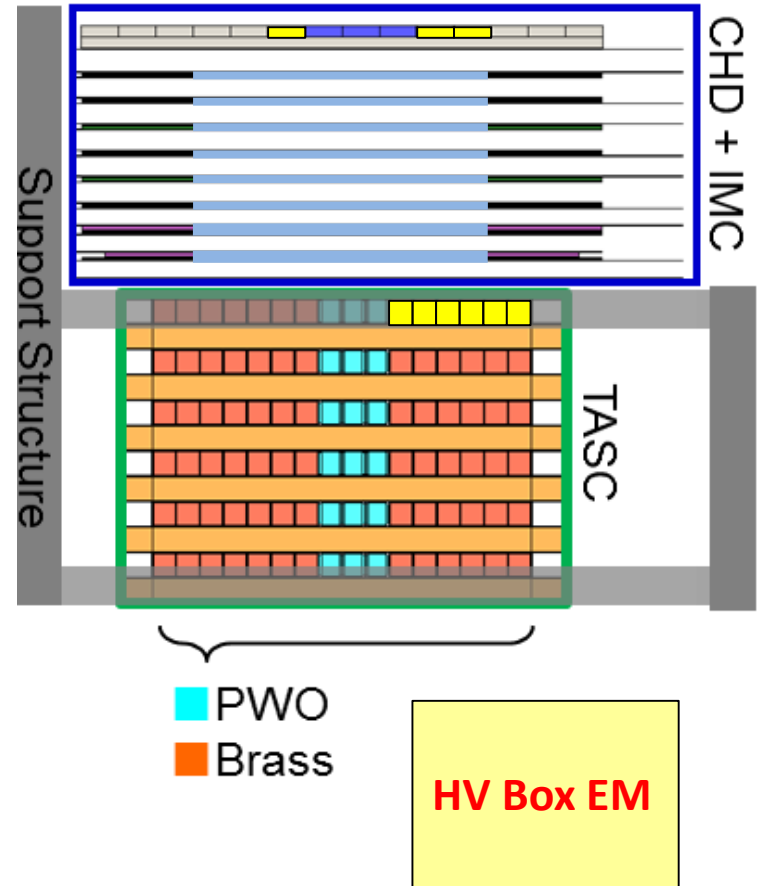 CHD + IMC
Support Structure
TASC
PWO
Brass
HV Box EM